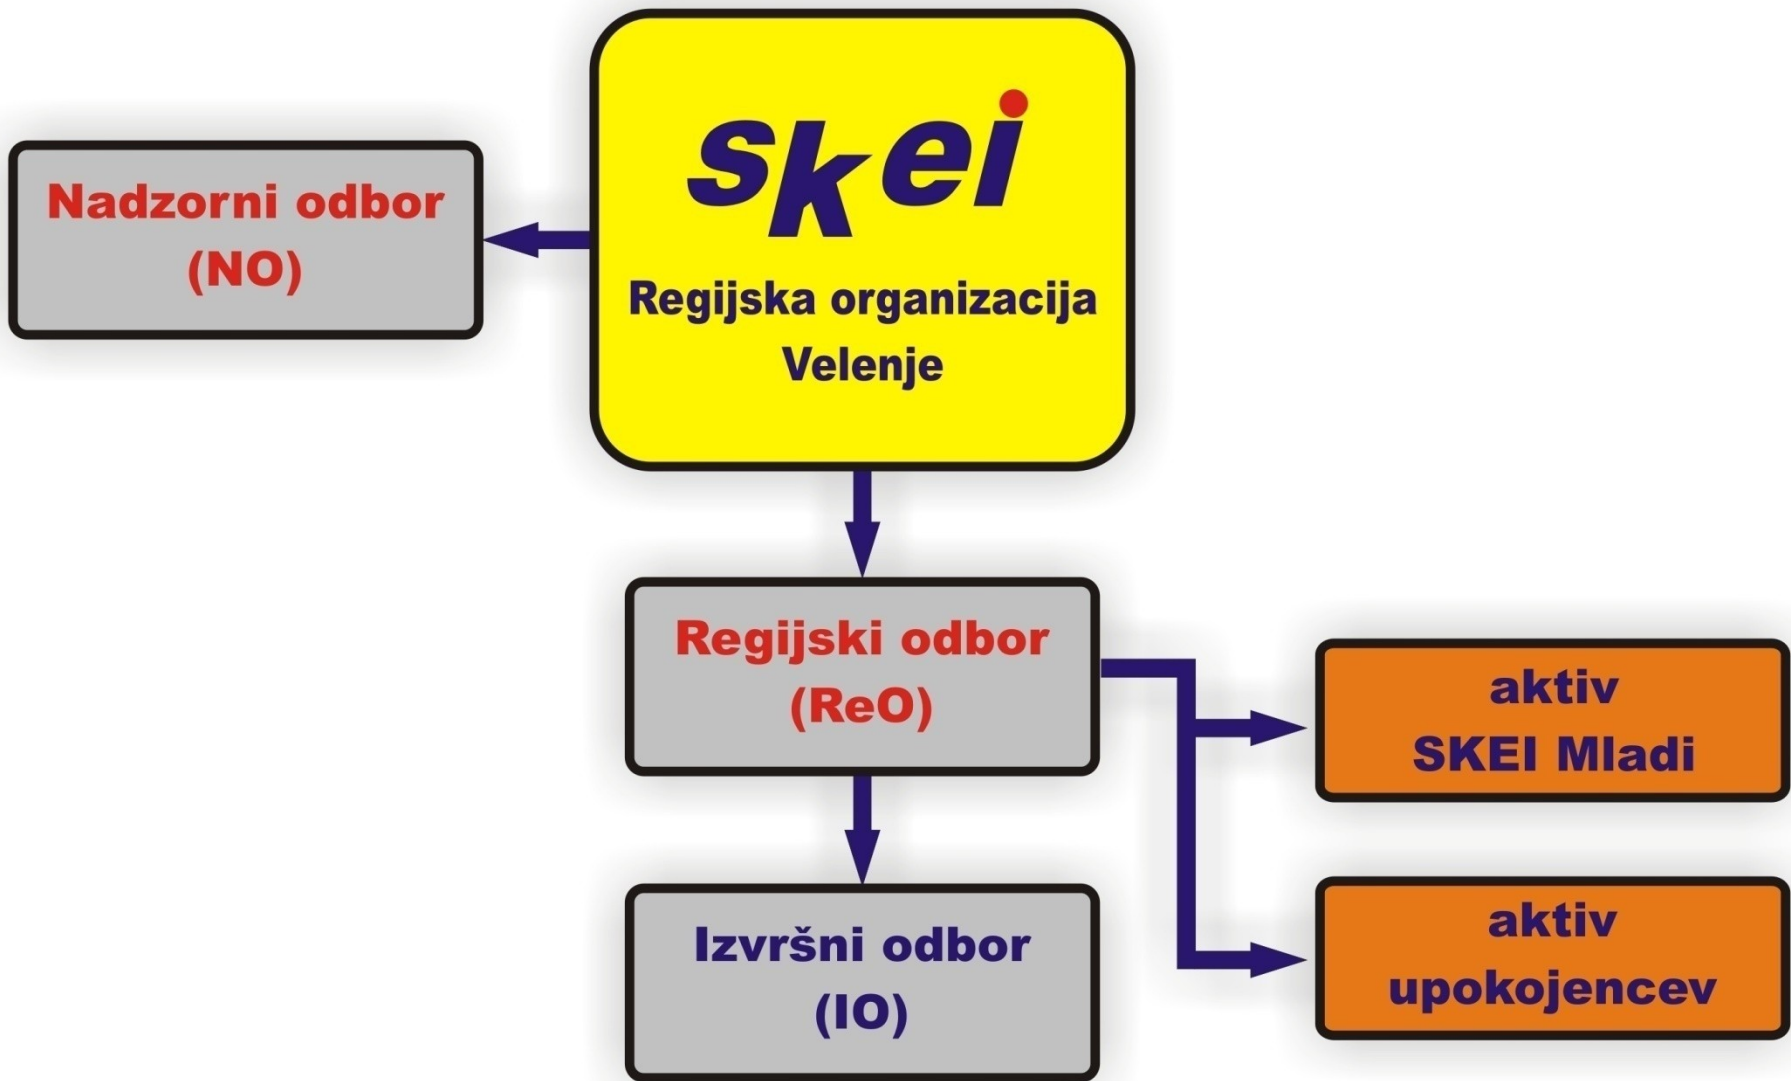 skei
Regijska organizacija
Velenje
Nadzorni odbor
(NO)
Regijski odbor
(ReO)
aktiv
SKEI Mladi
Izvršni odbor
(IO)
aktiv
upokojencev